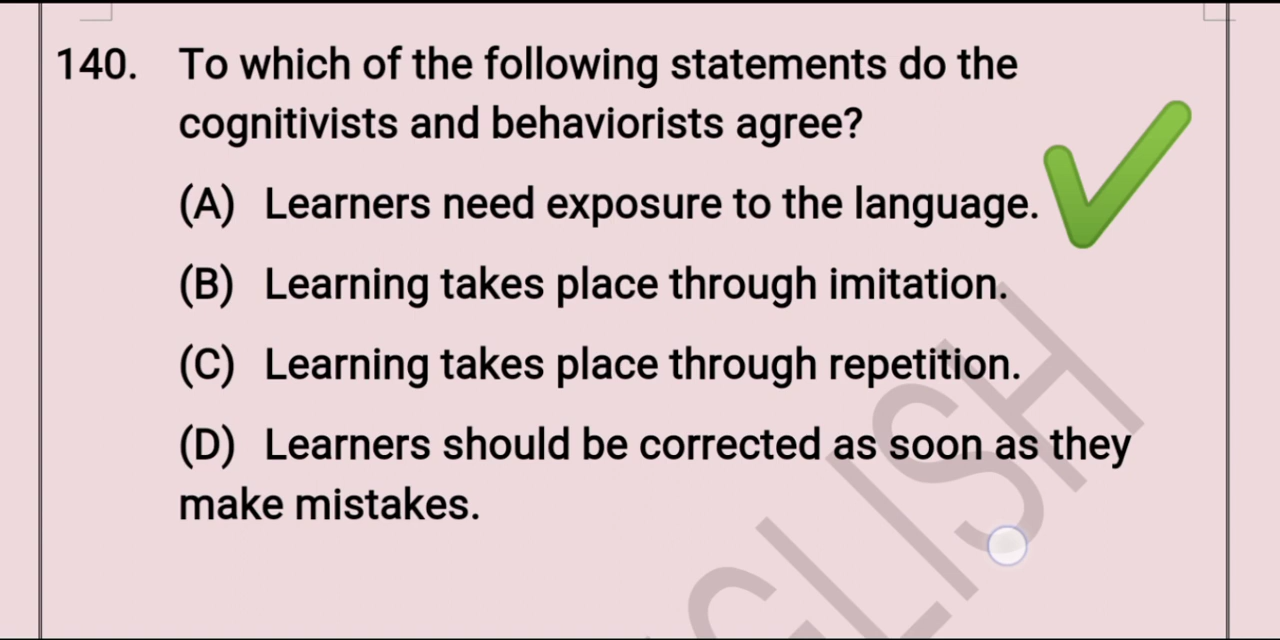 140. To which of the following statements do the
cognitivists and behaviorists agree?
(A) Learners need exposure to the language.
(B) Learning takes place through imitation.
(C) Learning takes place through repetition.
(D) Learners should be corrected as soon as they
make mistakes.
GLISH